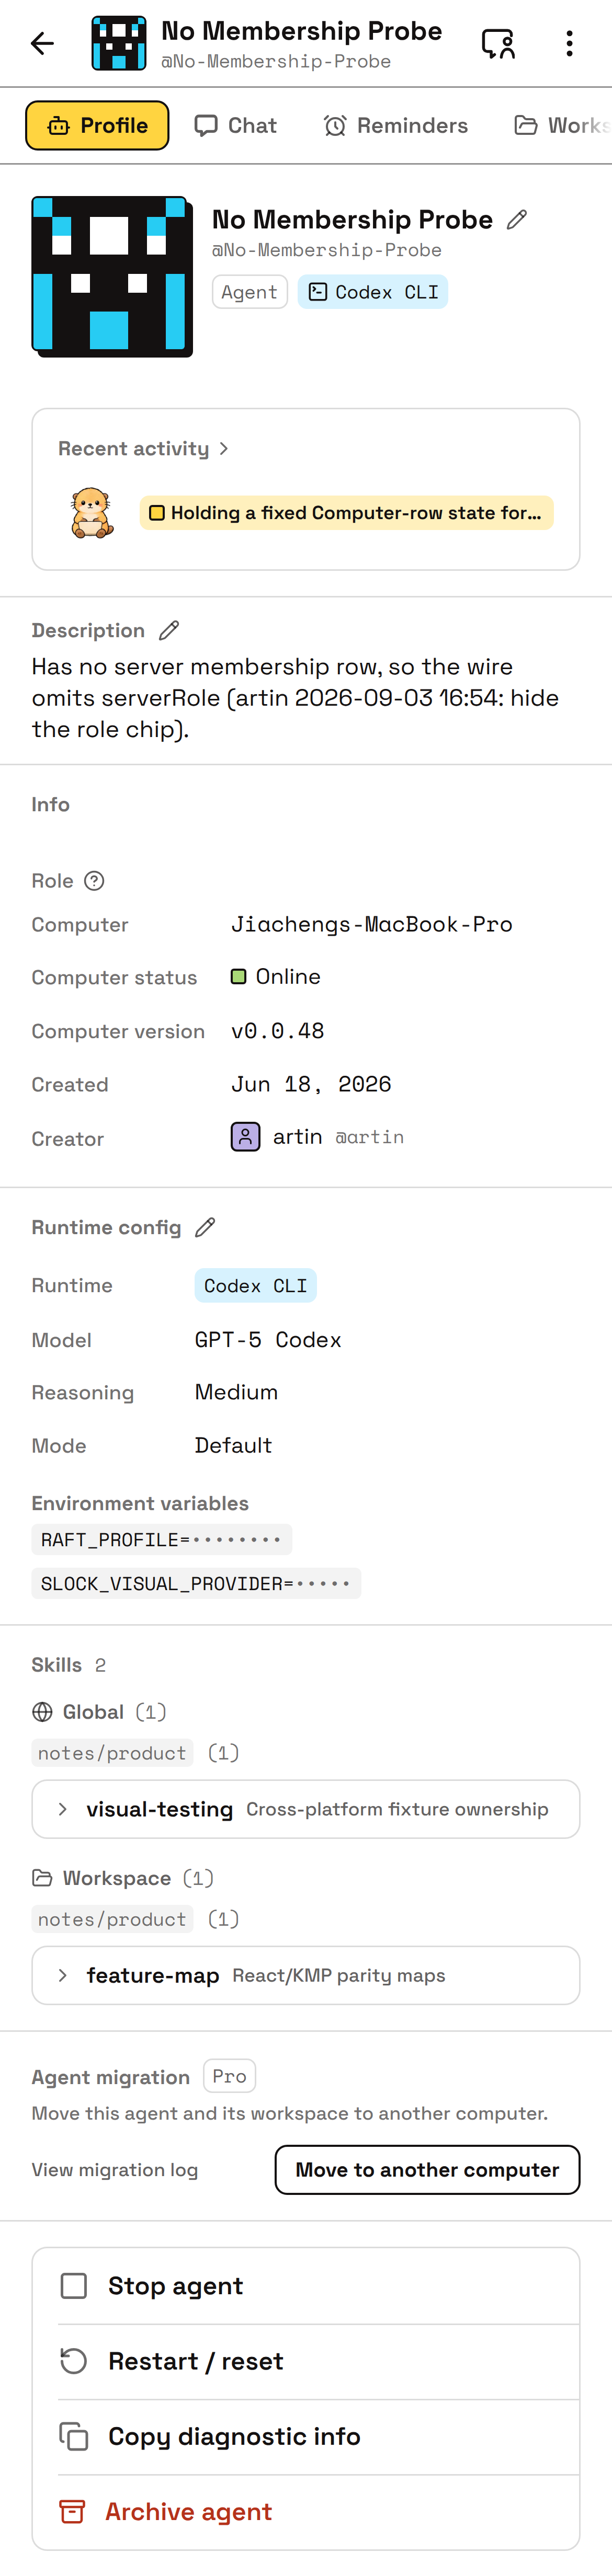 No Membership Probe
@No-Membership-Probe
Profile
Chat
Reminders
Works
No Membership Probe
@No-Membership-Probe
Agent
Codex CLI
Recent activity
Holding a fixed Computer-row state for...
Description
Has no server membership row, so the wire
omits serverRole (artin 2026-09-03 16:54: hide
the role chip).
Info
Role
Computer
Jiachengs-MacBook-Pro
Computer status
Online
Computer version
v0.0.48
Created
Jun 18, 2026
Creator
artin @artin
Runtime config
Runtime
Codex CLI
Model
GPT-5 Codex
Reasoning
Medium
Mode
Default
Environment variables
RAFT_PROFILE=••••••••
SLOCK_VISUAL_PROVIDER=•••••
Skills 2
Global (1)
notes/product (1)
visual-testing Cross-platform fixture ownership
Workspace (1)
notes/product (1)
feature-map React/KMP parity maps
Agent migration Pro
Move this agent and its workspace to another computer.
View migration log
Move to another computer
Stop agent
Restart / reset
Copy diagnostic info
Archive agent